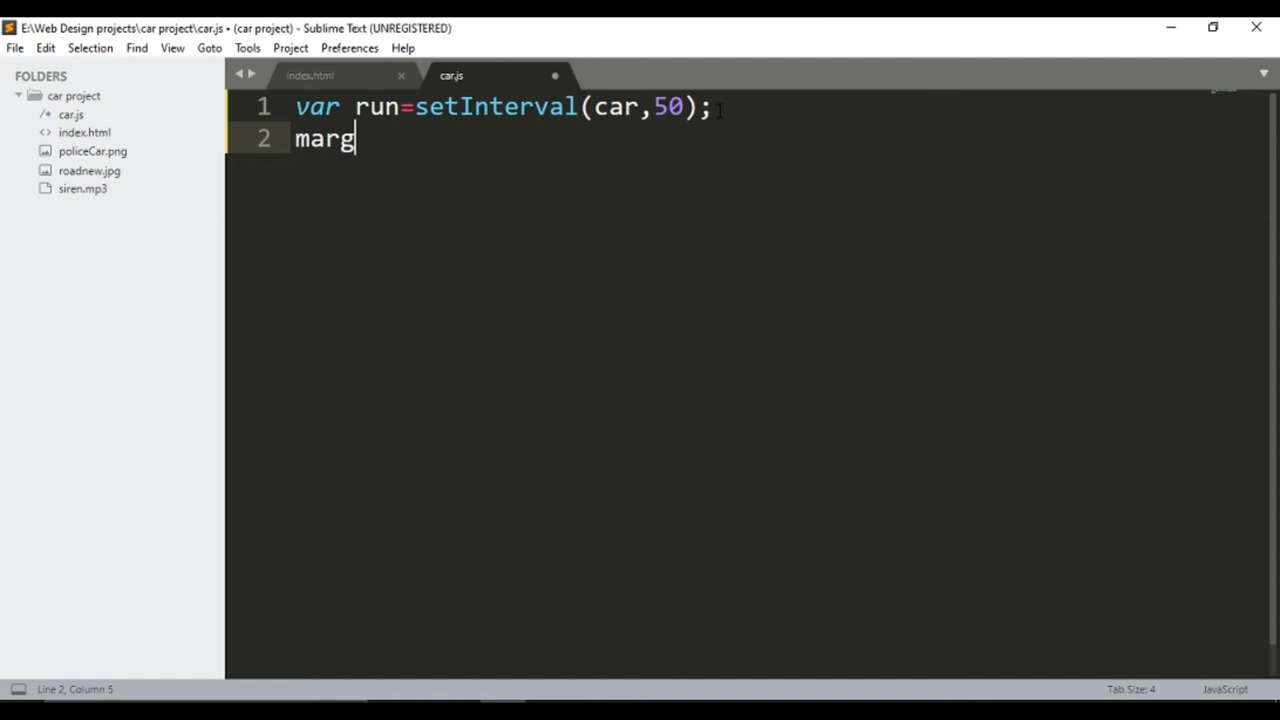 E:\Web Design projects\car project\car.js • (car project) - Sublime Text (UNREGISTERED)
File Edit Selection Find View Goto Tools Project Preferences Help
FOLDERS
car project
/* car.js
<> index.html
policeCar.png
roadnew.jpg
siren.mp3
index.html × car.js
1 var run=setInterval(car,50);
2 marg
Line 2, Column 5 Tab Size: 4 JavaScript